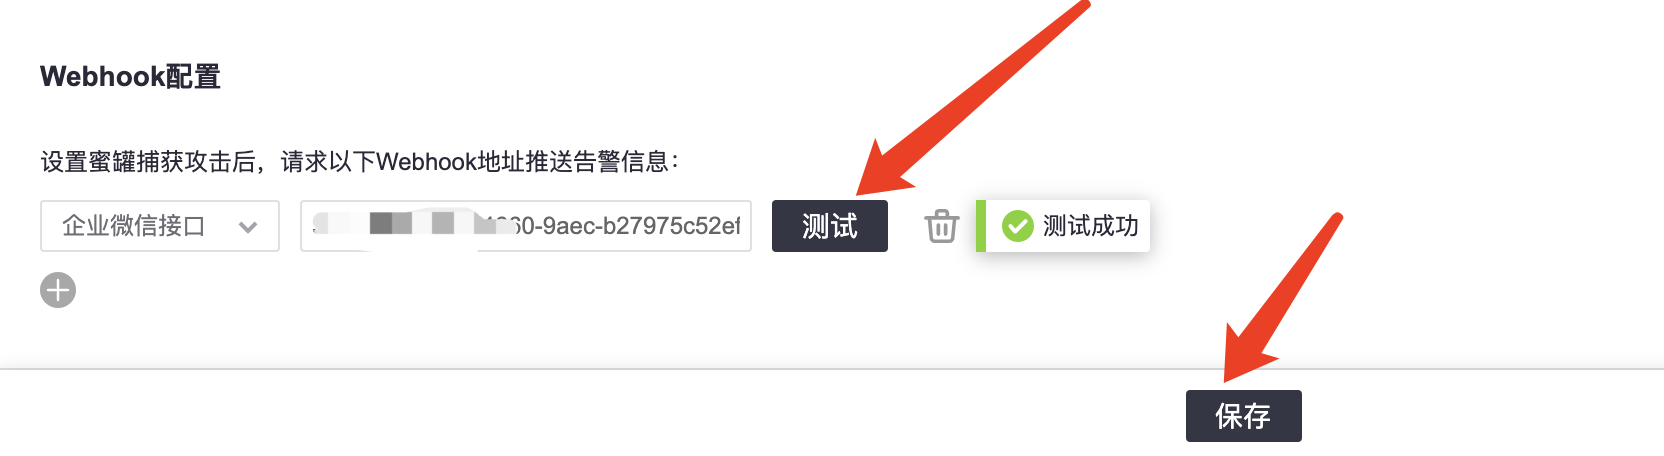 Webhook配置
设置蜜罐捕获攻击后，请求以下Webhook地址推送告警信息：
企业微信接口 60-9aec-b27975c52ef 测试 测试成功
保存